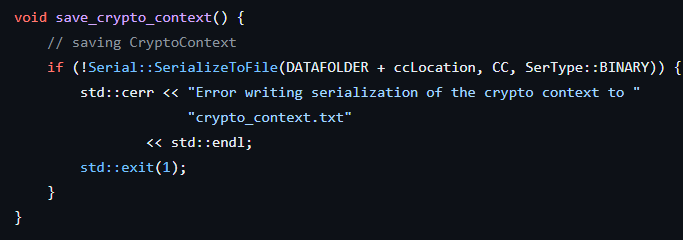 void save_crypto_context() {
    // saving CryptoContext
    if (!Serial::SerializeToFile(DATAFOLDER + ccLocation, CC, SerType::BINARY)) {
        std::cerr << "Error writing serialization of the crypto context to "
                     "crypto_context.txt"
                << std::endl;
        std::exit(1);
    }
}